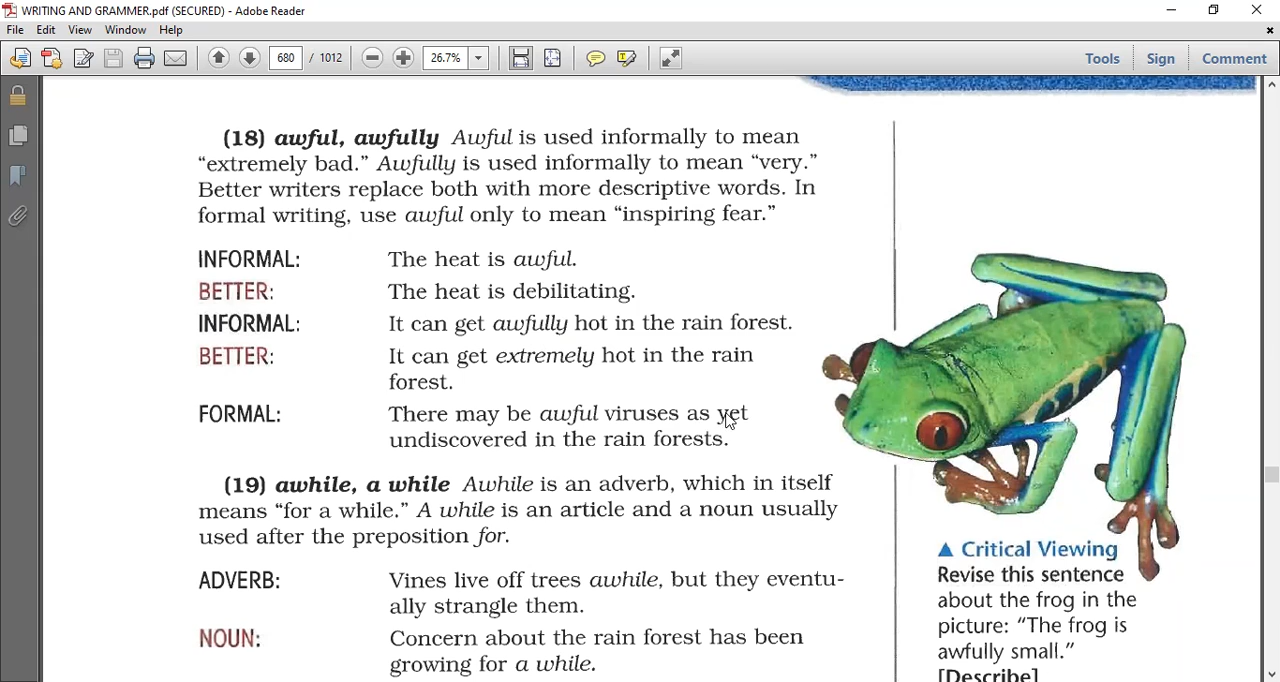 WRITING AND GRAMMER.pdf (SECURED) - Adobe Reader
File Edit View Window Help
680 / 1012 26.7% Tools Sign Comment
(18) awful, awfully Awful is used informally to mean
“extremely bad.” Awfully is used informally to mean “very.”
Better writers replace both with more descriptive words. In
formal writing, use awful only to mean “inspiring fear.”
INFORMAL: The heat is awful.
BETTER: The heat is debilitating.
INFORMAL: It can get awfully hot in the rain forest.
BETTER: It can get extremely hot in the rain
forest.
FORMAL: There may be awful viruses as yet
undiscovered in the rain forests.
(19) awhile, a while Awhile is an adverb, which in itself
means “for a while.” A while is an article and a noun usually
used after the preposition for.
ADVERB: Vines live off trees awhile, but they eventu-
ally strangle them.
NOUN: Concern about the rain forest has been
growing for a while.
▲ Critical Viewing
Revise this sentence
about the frog in the
picture: “The frog is
awfully small.”
[Describe]